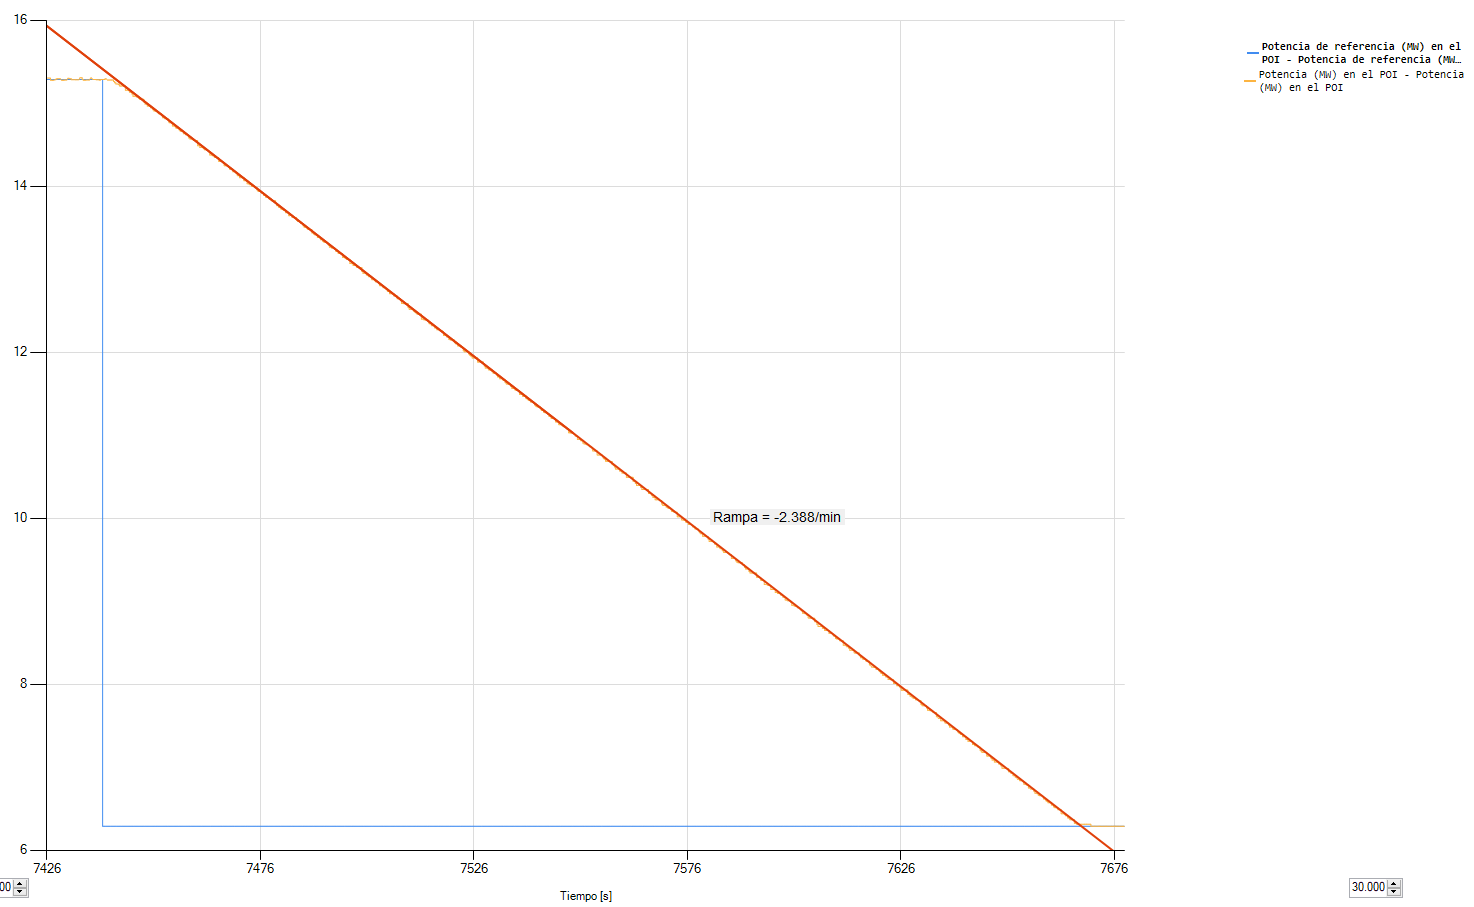 16
Potencia de referencia (MW) en el
POI - Potencia de referencia (MW…
Potencia (MW) en el POI - Potencia
(MW) en el POI
14
12
10
Rampa = -2.388/min
8
6
7426 7476 7526 7576 7626 7676
00
30.000
Tiempo [s]